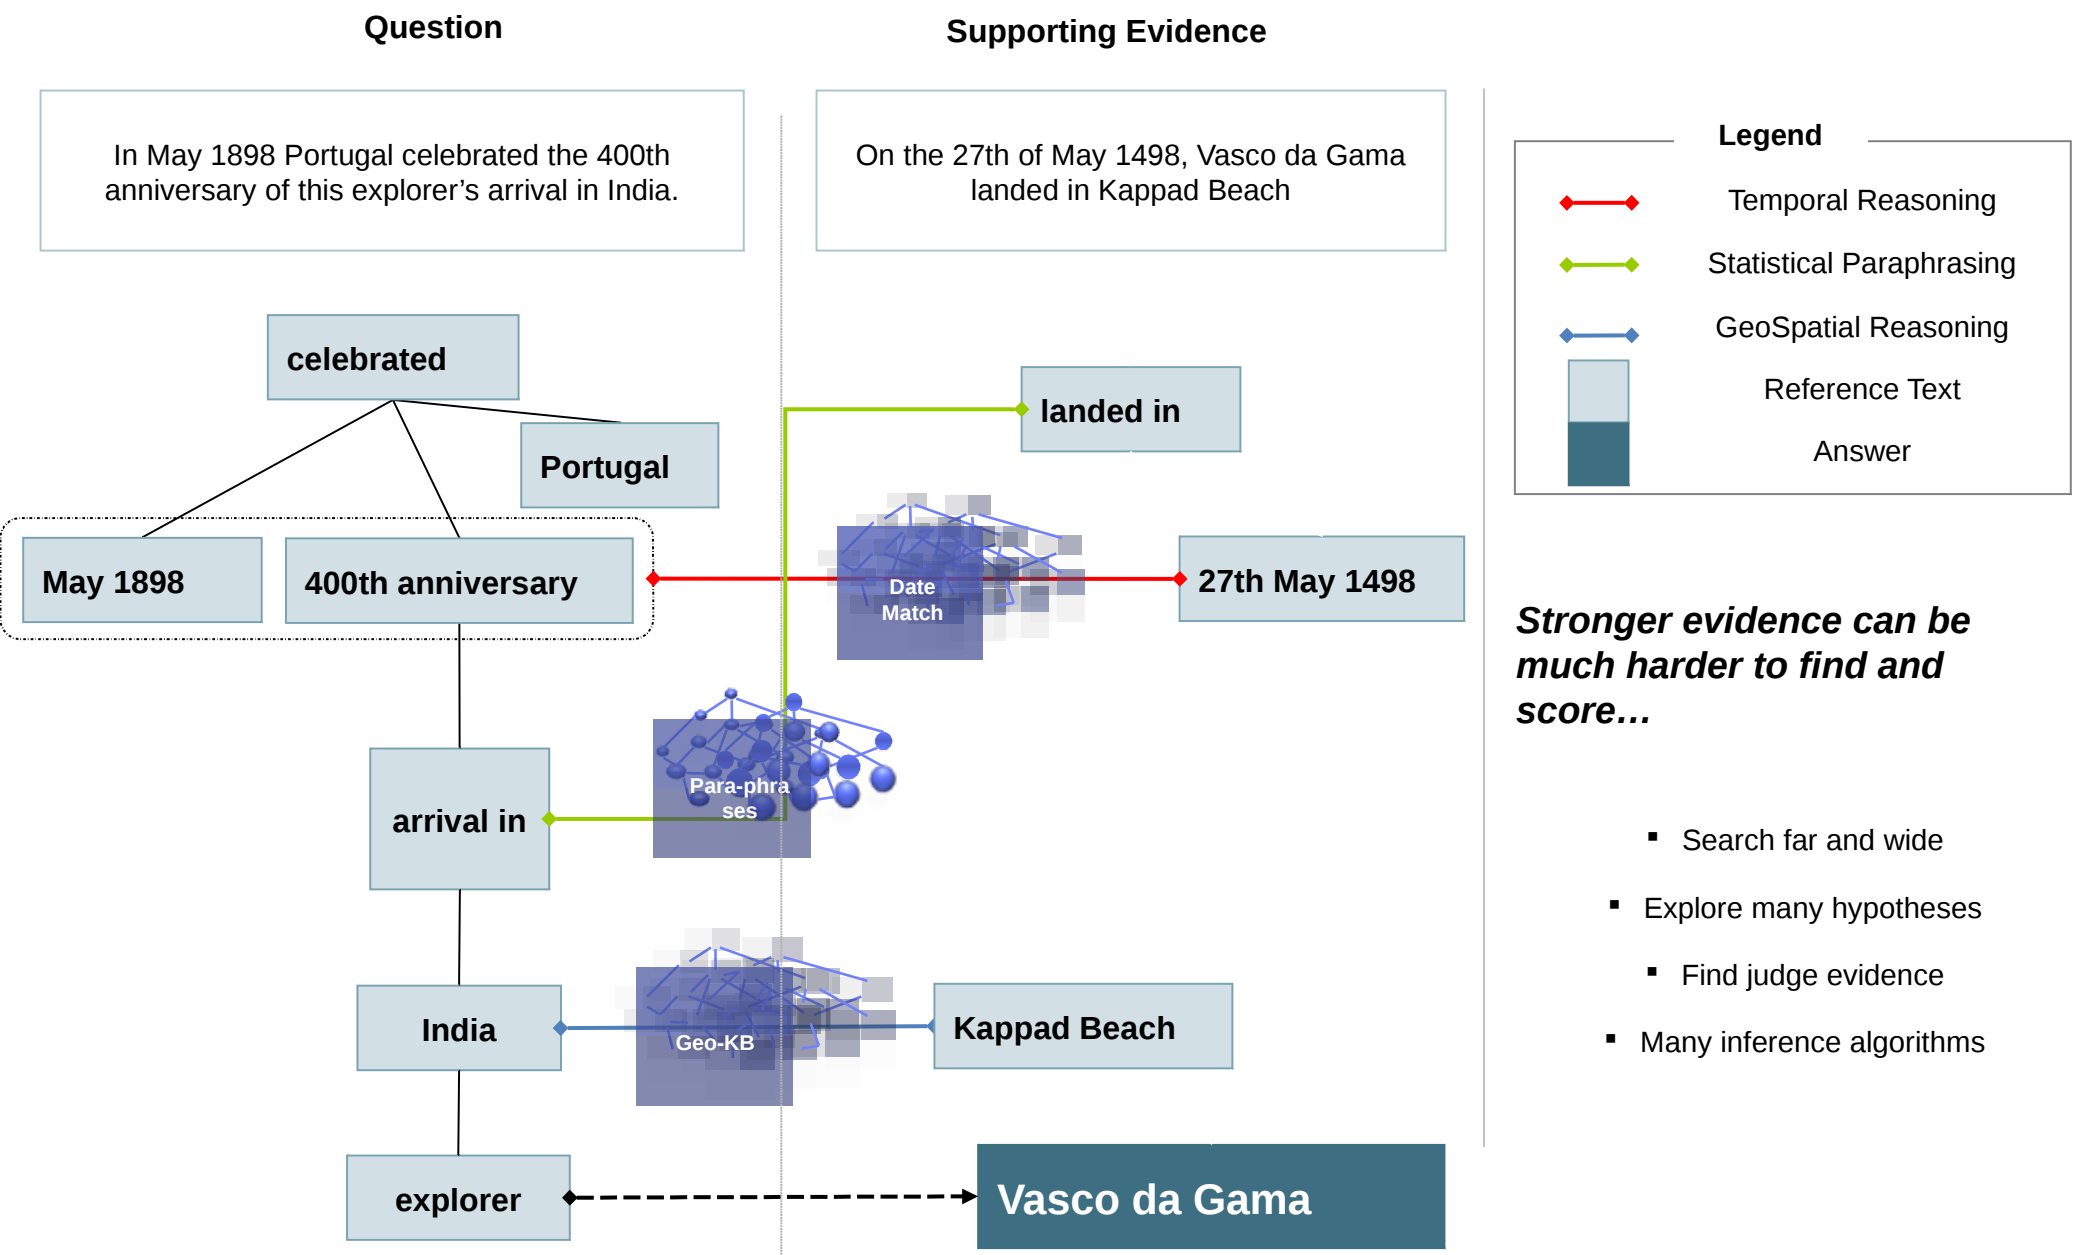 Question
Supporting Evidence
In May 1898 Portugal celebrated the 400th
anniversary of this explorer’s arrival in India.
On the 27th of May 1498, Vasco da Gama
landed in Kappad Beach
Legend
Temporal Reasoning
Statistical Paraphrasing
GeoSpatial Reasoning
Reference Text
Answer
celebrated
Portugal
May 1898
400th anniversary
landed in
Date
Match
27th May 1498
arrival in
Para-phra
ses
India
Geo-KB
Kappad Beach
explorer
Vasco da Gama
Stronger evidence can be
much harder to find and
score…
▪ Search far and wide
▪ Explore many hypotheses
▪ Find judge evidence
▪ Many inference algorithms